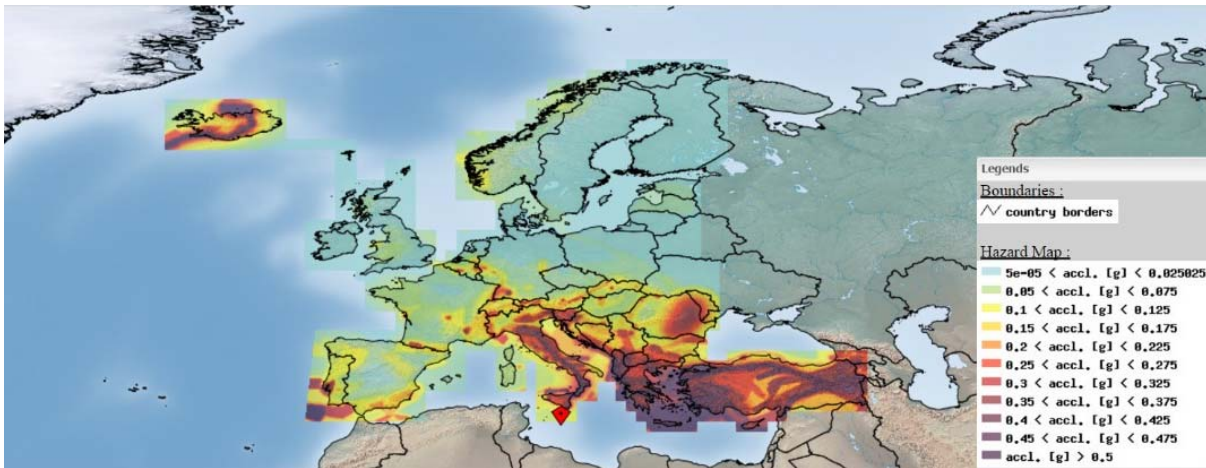 Legends
Boundaries :
country borders
Hazard Map :
5e-05 < accl. [g] < 0.025025
0.05 < accl. [g] < 0.075
0.1 < accl. [g] < 0.125
0.15 < accl. [g] < 0.175
0.2 < accl. [g] < 0.225
0.25 < accl. [g] < 0.275
0.3 < accl. [g] < 0.325
0.35 < accl. [g] < 0.375
0.4 < accl. [g] < 0.425
0.45 < accl. [g] < 0.475
accl. [g] > 0.5